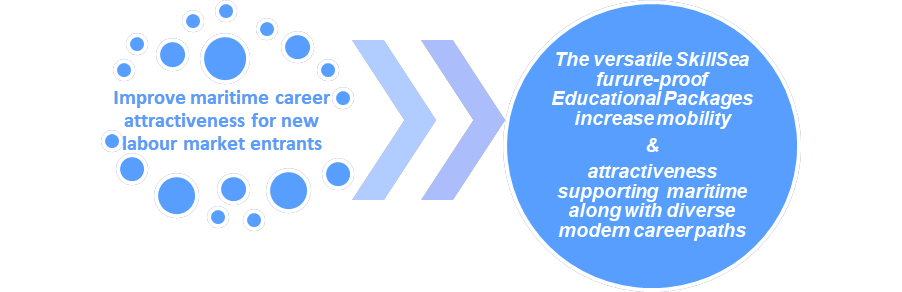 Improve maritime career
attractiveness for new
labour market entrants
The versatile SkillSea
furure-proof
Educational Packages
increase mobility
&
attractiveness
supporting maritime
along with diverse
modern career paths